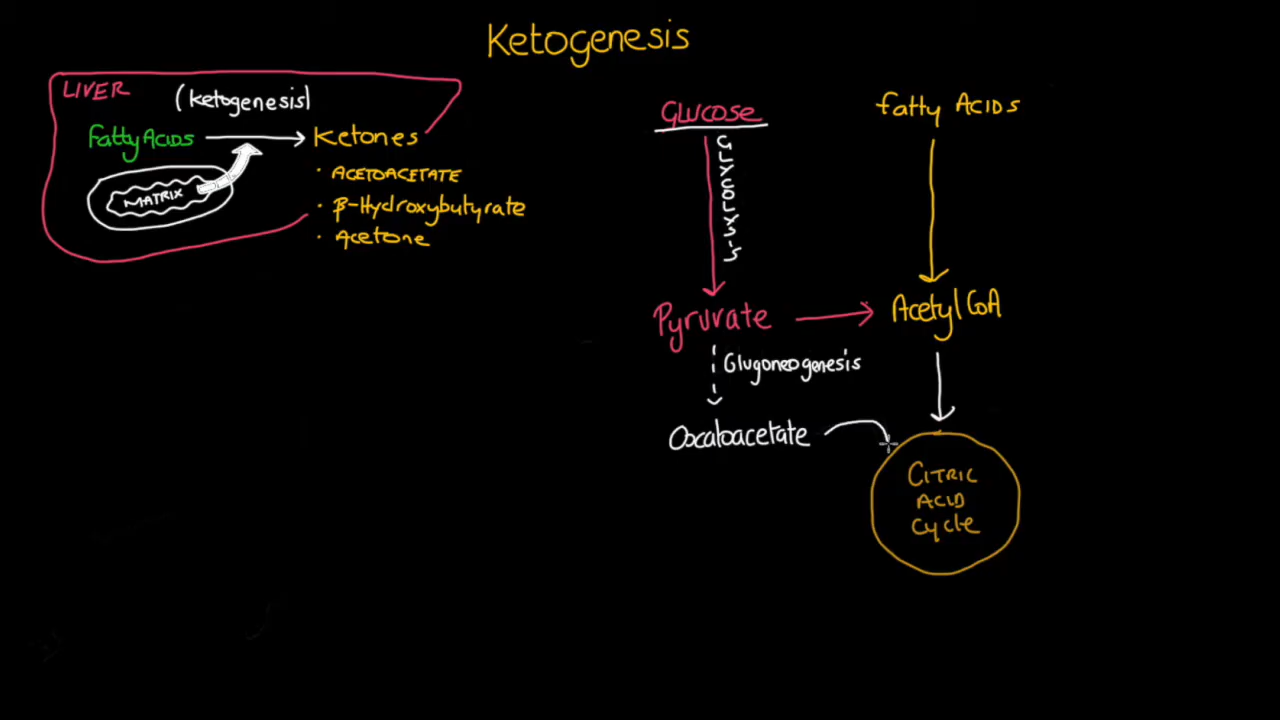 Ketogenesis
LIVER
(ketogenesis)
Fatty ACIDS
Ketones
MATRIX
· ACETOACETATE
· β-Hydroxybutyrate
· Acetone
GLUCOSE
GLYCOLYSIS
fatty ACIDS
Pyruvate
Acetyl CoA
Glugoneogenesis
Oxaloacetate
CITRIC
ACID
Cycle